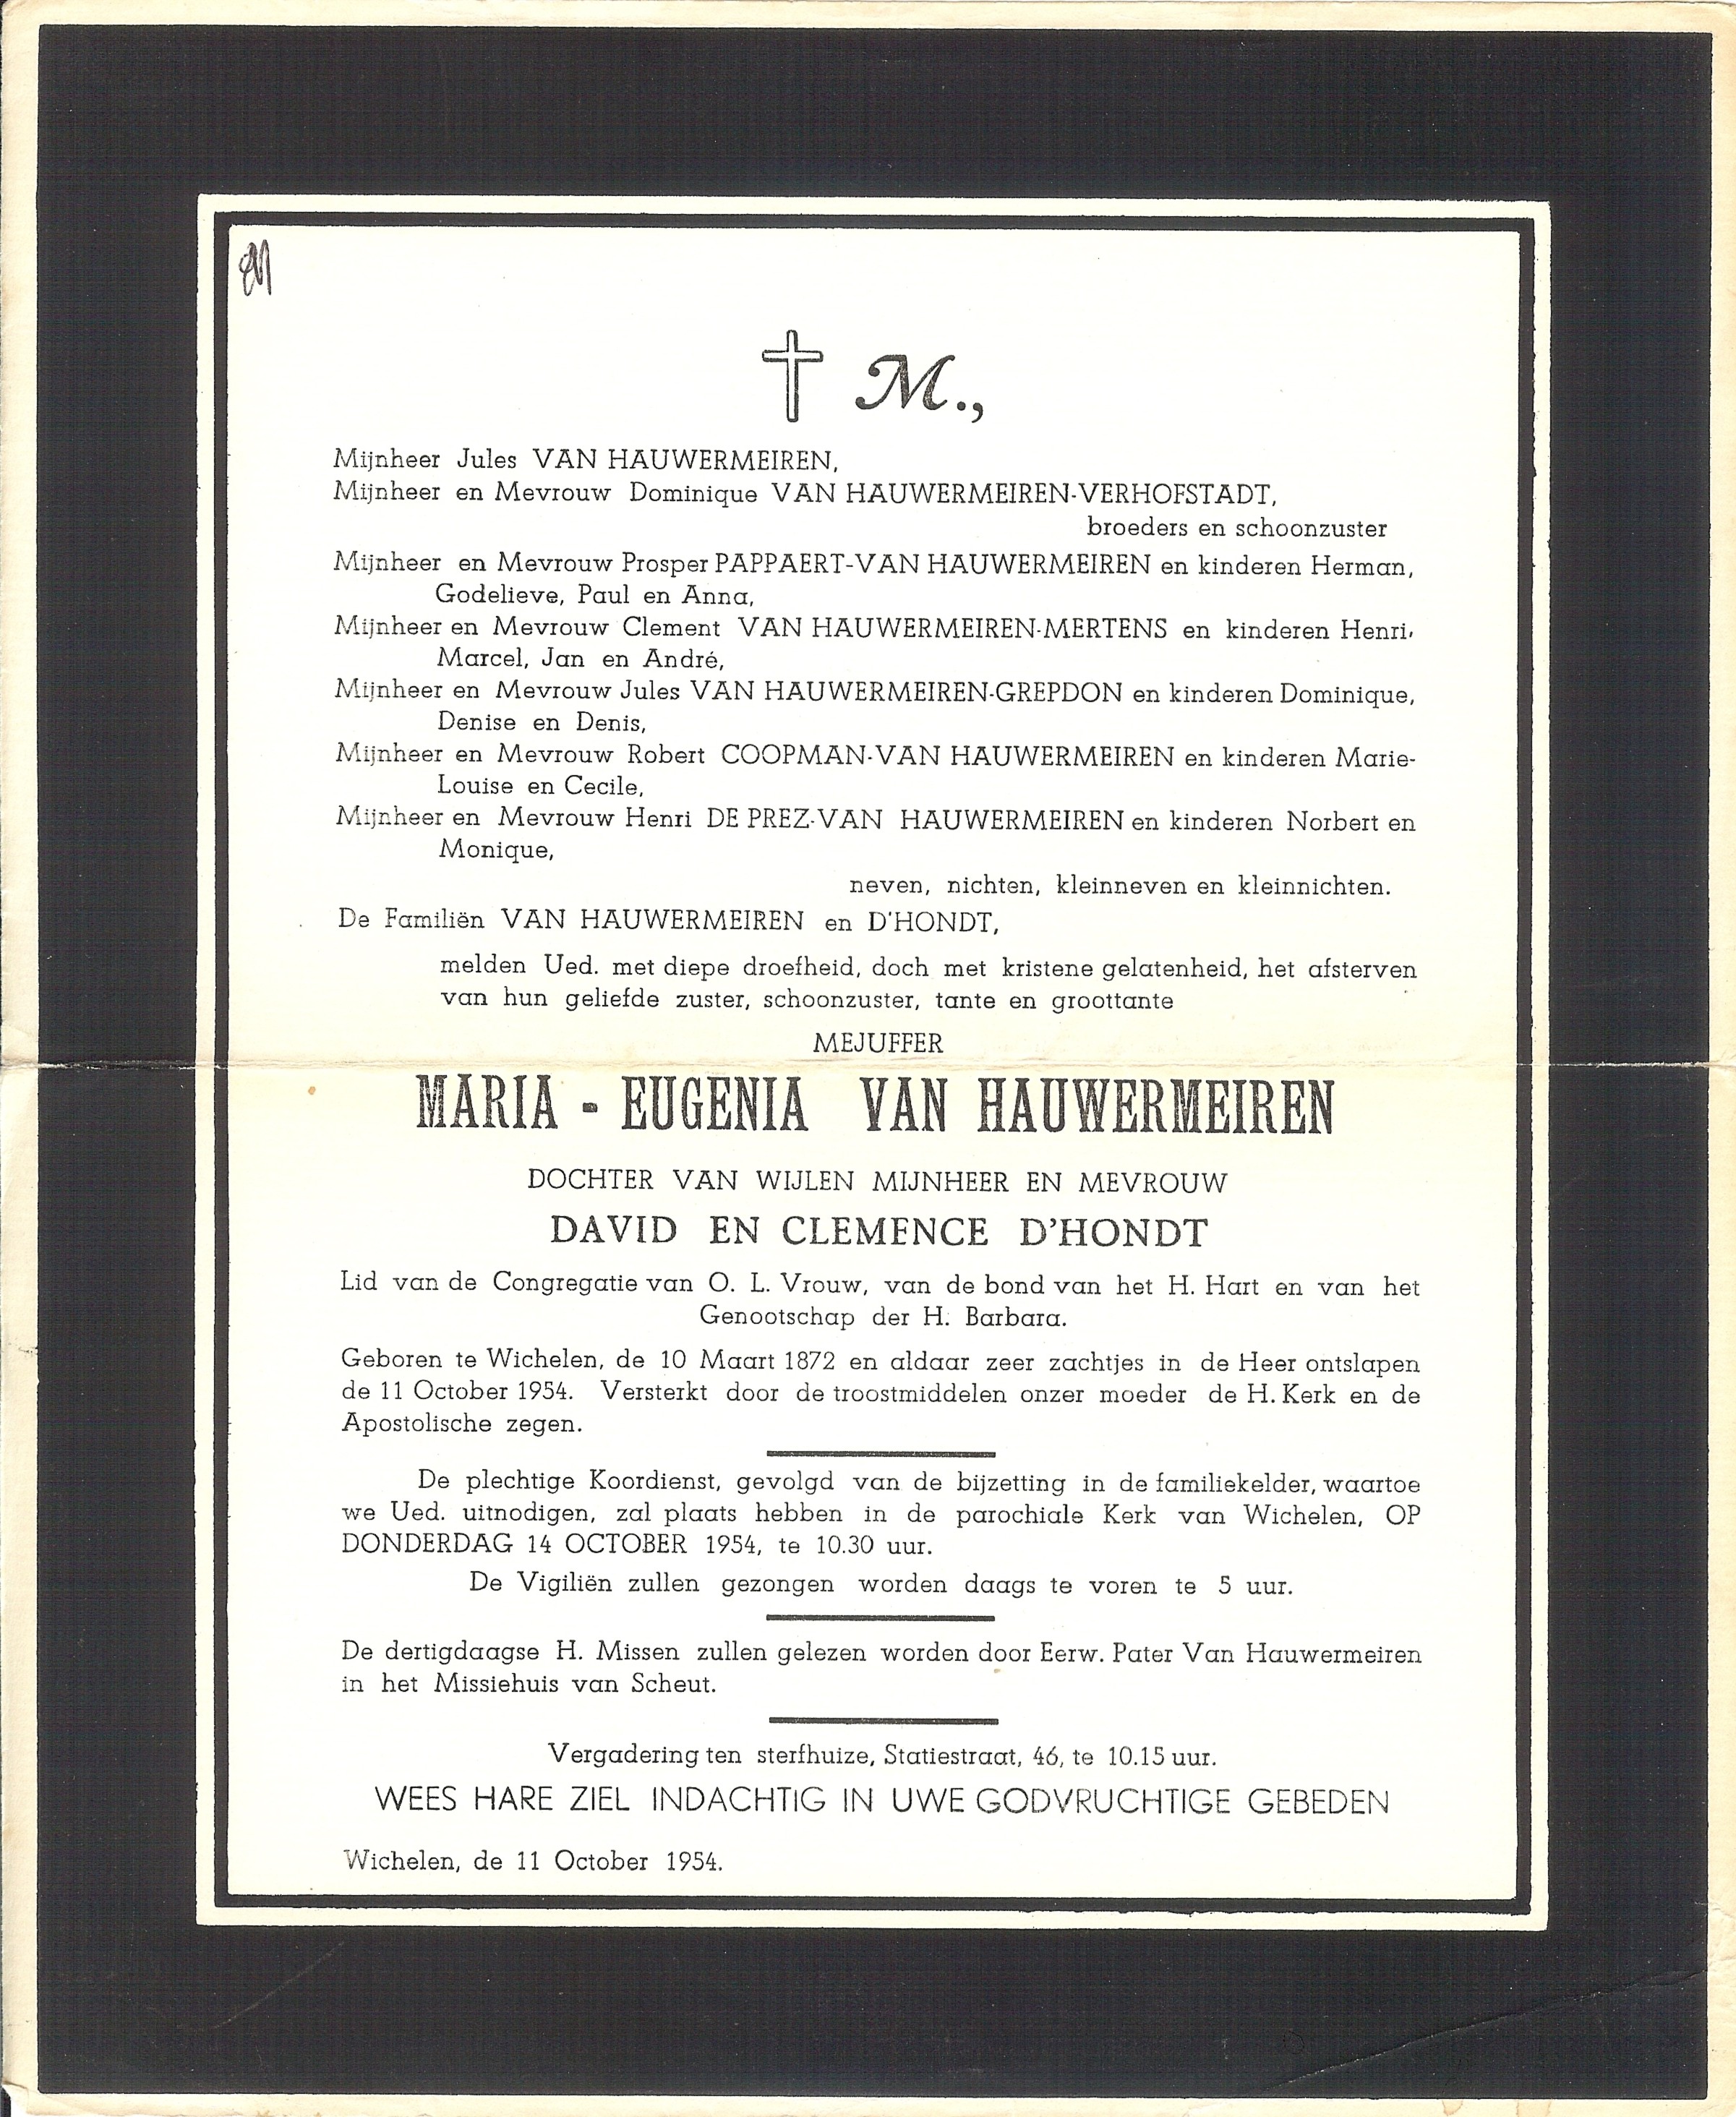 M.,
Mijnheer Jules VAN HAUWERMEIREN,
Mijnheer en Mevrouw Dominique VAN HAUWERMEIREN-VERHOFSTADT,
broeders en schoonzuster
Mijnheer en Mevrouw Prosper PAPPAERT-VAN HAUWERMEIREN en kinderen Herman,
Godelieve, Paul en Anna,
Mijnheer en Mevrouw Clement VAN HAUWERMEIREN-MERTENS en kinderen Henri,
Marcel, Jan en André,
Mijnheer en Mevrouw Jules VAN HAUWERMEIREN-GREPDON en kinderen Dominique,
Denise en Denis,
Mijnheer en Mevrouw Robert COOPMAN-VAN HAUWERMEIREN en kinderen Marie-
Louise en Cecile,
Mijnheer en Mevrouw Henri DE PREZ-VAN HAUWERMEIREN en kinderen Norbert en
Monique,
neven, nichten, kleinneven en kleinnichten.
De Familiën VAN HAUWERMEIREN en D'HONDT,
melden Ued. met diepe droefheid, doch met kristene gelatenheid, het afsterven
van hun geliefde zuster, schoonzuster, tante en groottante
MEJUFFER
MARIA - EUGENIA VAN HAUWERMEIREN
DOCHTER VAN WIJLEN MIJNHEER EN MEVROUW
DAVID EN CLEMENCE D'HONDT
Lid van de Congregatie van O. L. Vrouw, van de bond van het H. Hart en van het
Genootschap der H. Barbara.
Geboren te Wichelen, de 10 Maart 1872 en aldaar zeer zachtjes in de Heer ontslapen
de 11 October 1954. Versterkt door de troostmiddelen onzer moeder de H. Kerk en de
Apostolische zegen.
De plechtige Koordienst, gevolgd van de bijzetting in de familiekelder, waartoe
we Ued. uitnodigen, zal plaats hebben in de parochiale Kerk van Wichelen, OP
DONDERDAG 14 OCTOBER 1954, te 10.30 uur.
De Vigiliën zullen gezongen worden daags te voren te 5 uur.
De dertigdaagse H. Missen zullen gelezen worden door Eerw. Pater Van Hauwermeiren
in het Missiehuis van Scheut.
Vergadering ten sterfhuize, Statiestraat, 46, te 10.15 uur.
WEES HARE ZIEL INDACHTIG IN UWE GODVRUCHTIGE GEBEDEN
Wichelen, de 11 October 1954.